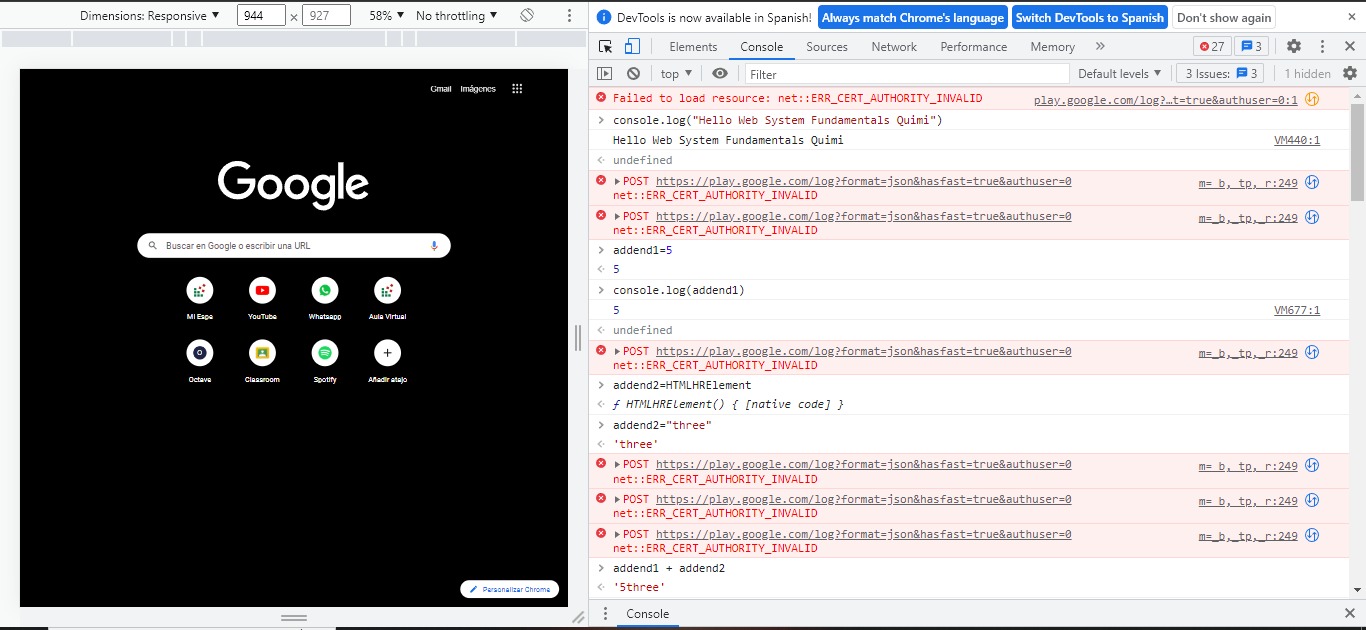 Dimensions: Responsive ▼ 944 × 927 58% ▼ No throttling ▼
Gmail Imágenes
Google
Buscar en Google o escribir una URL
Mi Espe YouTube Whatsapp Aula Virtual
Octave Classroom Spotify Añadir atajo
Personalizar Chrome
DevTools is now available in Spanish! Always match Chrome's language Switch DevTools to Spanish Don't show again
Elements Console Sources Network Performance Memory » 27 3
top ▼ Filter Default levels ▼ 3 Issues: 3 1 hidden
Failed to load resource: net::ERR_CERT_AUTHORITY_INVALID play.google.com/log?…t=true&authuser=0:1
console.log("Hello Web System Fundamentals Quimi")
Hello Web System Fundamentals Quimi VM440:1
undefined
POST https://play.google.com/log?format=json&hasfast=true&authuser=0 m=_b,_tp,_r:249
net::ERR_CERT_AUTHORITY_INVALID
POST https://play.google.com/log?format=json&hasfast=true&authuser=0 m=_b,_tp,_r:249
net::ERR_CERT_AUTHORITY_INVALID
addend1=5
5
console.log(addend1)
5 VM677:1
undefined
POST https://play.google.com/log?format=json&hasfast=true&authuser=0 m=_b,_tp,_r:249
net::ERR_CERT_AUTHORITY_INVALID
addend2=HTMLHRElement
ƒ HTMLHRElement() { [native code] }
addend2="three"
'three'
POST https://play.google.com/log?format=json&hasfast=true&authuser=0 m=_b,_tp,_r:249
net::ERR_CERT_AUTHORITY_INVALID
POST https://play.google.com/log?format=json&hasfast=true&authuser=0 m=_b,_tp,_r:249
net::ERR_CERT_AUTHORITY_INVALID
POST https://play.google.com/log?format=json&hasfast=true&authuser=0 m=_b,_tp,_r:249
net::ERR_CERT_AUTHORITY_INVALID
addend1 + addend2
'5three'
Console